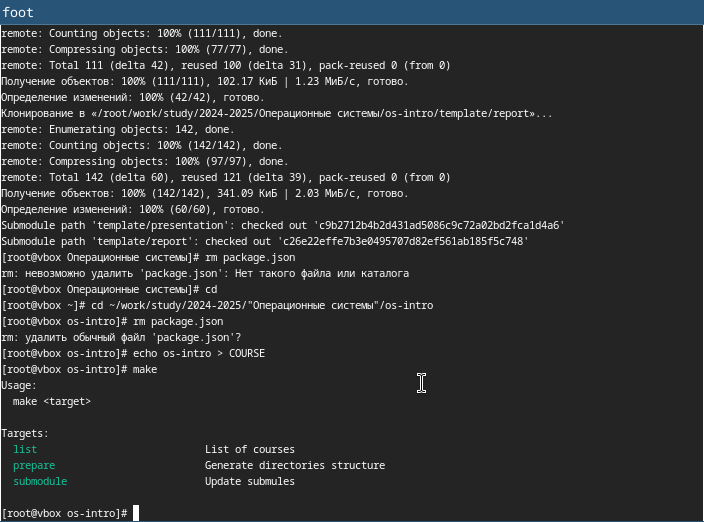 foot
remote: Counting objects: 100% (111/111), done.
remote: Compressing objects: 100% (77/77), done.
remote: Total 111 (delta 42), reused 100 (delta 31), pack-reused 0 (from 0)
Получение объектов: 100% (111/111), 102.17 КиБ | 1.23 МиБ/с, готово.
Определение изменений: 100% (42/42), готово.
Клонирование в «/root/work/study/2024-2025/Операционные системы/os-intro/template/report»...
remote: Enumerating objects: 142, done.
remote: Counting objects: 100% (142/142), done.
remote: Compressing objects: 100% (97/97), done.
remote: Total 142 (delta 60), reused 121 (delta 39), pack-reused 0 (from 0)
Получение объектов: 100% (142/142), 341.09 КиБ | 2.03 МиБ/с, готово.
Определение изменений: 100% (60/60), готово.
Submodule path 'template/presentation': checked out 'c9b2712b4b2d431ad5086c9c72a02bd2fca1d4a6'
Submodule path 'template/report': checked out 'c26e22effe7b3e0495707d82ef561ab185f5c748'
[root@vbox Операционные системы]# rm package.json
rm: невозможно удалить 'package.json': Нет такого файла или каталога
[root@vbox Операционные системы]# cd
[root@vbox ~]# cd ~/work/study/2024-2025/"Операционные системы"/os-intro
[root@vbox os-intro]# rm package.json
rm: удалить обычный файл 'package.json'?
[root@vbox os-intro]# echo os-intro > COURSE
[root@vbox os-intro]# make
Usage:
  make <target>

Targets:
  list                            List of courses
  prepare                         Generate directories structure
  submodule                       Update submules

[root@vbox os-intro]#